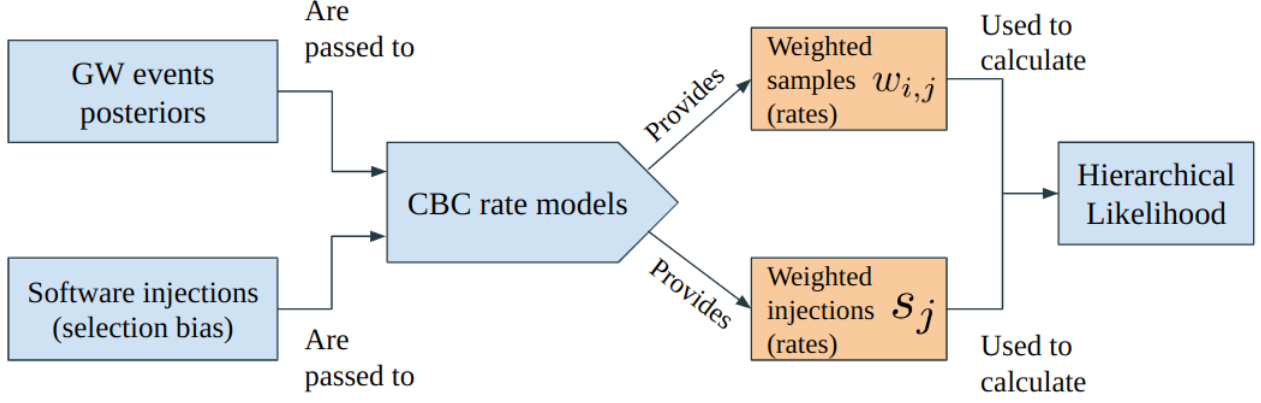 Are
passed to
GW events
posteriors
Software injections
(selection bias)
Are
passed to
CBC rate models
Provides
Provides
Weighted
samples w_{i,j}
(rates)
Weighted
injections s_j
(rates)
Used to
calculate
Used to
calculate
Hierarchical
Likelihood